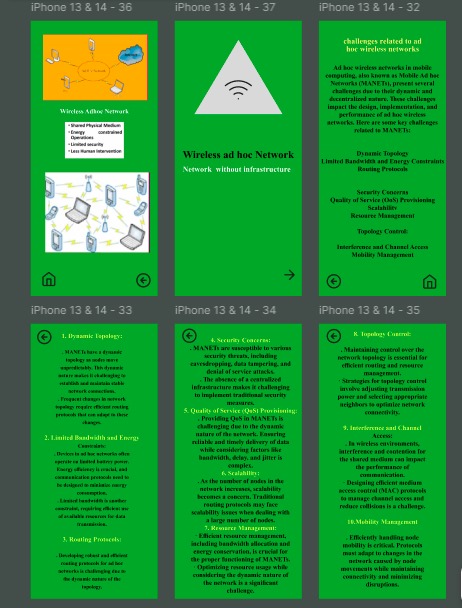 iPhone 13 & 14 - 36
Wireless Adhoc Network
• Shared Physical Medium
• Energy constrained
Operations
• Limited security
• Less Human Intervention
iPhone 13 & 14 - 37
Wireless ad hoc Network
Network without infrastructure
iPhone 13 & 14 - 32
challenges related to ad
hoc wireless networks
Ad hoc wireless networks in mobile
computing, also known as Mobile Ad hoc
Networks (MANETs), present several
challenges due to their dynamic and
decentralized nature. These challenges
impact the design, implementation, and
performance of ad hoc wireless
networks. Here are some key challenges
related to MANETs:
Dynamic Topology
Limited Bandwidth and Energy Constraints
Routing Protocols
Security Concerns
Quality of Service (QoS) Provisioning
Scalability
Resource Management
Topology Control:
Interference and Channel Access
Mobility Management
iPhone 13 & 14 - 33
1. Dynamic Topology:
. MANETs have a dynamic
topology as nodes move
unpredictably. This dynamic
nature makes it challenging to
establish and maintain stable
network connections.
. Frequent changes in network
topology require efficient routing
protocols that can adapt to these
changes.
2. Limited Bandwidth and Energy
Constraints:
. Devices in ad hoc networks often
operate on limited battery power.
Energy efficiency is crucial, and
communication protocols need to
be designed to minimize energy
consumption.
. Limited bandwidth is another
constraint, requiring efficient use
of available resources for data
transmission.
3. Routing Protocols:
. Developing robust and efficient
routing protocols for ad hoc
networks is challenging due to
the dynamic nature of the
topology.
iPhone 13 & 14 - 34
4. Security Concerns:
. MANETs are susceptible to various
security threats, including
eavesdropping, data tampering, and
denial of service attacks.
. The absence of a centralized
infrastructure makes it challenging
to implement traditional security
measures.
5. Quality of Service (QoS) Provisioning:
. Providing QoS in MANETs is
challenging due to the dynamic
nature of the network. Ensuring
reliable and timely delivery of data
while considering factors like
bandwidth, delay, and jitter is
complex.
6. Scalability:
. As the number of nodes in the
network increases, scalability
becomes a concern. Traditional
routing protocols may face
scalability issues when dealing with
a large number of nodes.
7. Resource Management:
. Efficient resource management,
including bandwidth allocation and
energy conservation, is crucial for
the proper functioning of MANETs.
. Optimizing resource usage while
considering the dynamic nature of
the network is a significant
challenge.
iPhone 13 & 14 - 35
8. Topology Control:
. Maintaining control over the
network topology is essential for
efficient routing and resource
management.
. Strategies for topology control
involve adjusting transmission
power and selecting appropriate
neighbors to optimize network
connectivity.
9. Interference and Channel
Access:
. In wireless environments,
interference and contention for
the shared medium can impact
the performance of
communication.
. Designing efficient medium
access control (MAC) protocols
to manage channel access and
reduce collisions is a challenge.
10.Mobility Management
. Efficiently handling node
mobility is critical. Protocols
must adapt to changes in the
network caused by node
movements while maintaining
connectivity and minimizing
disruptions.